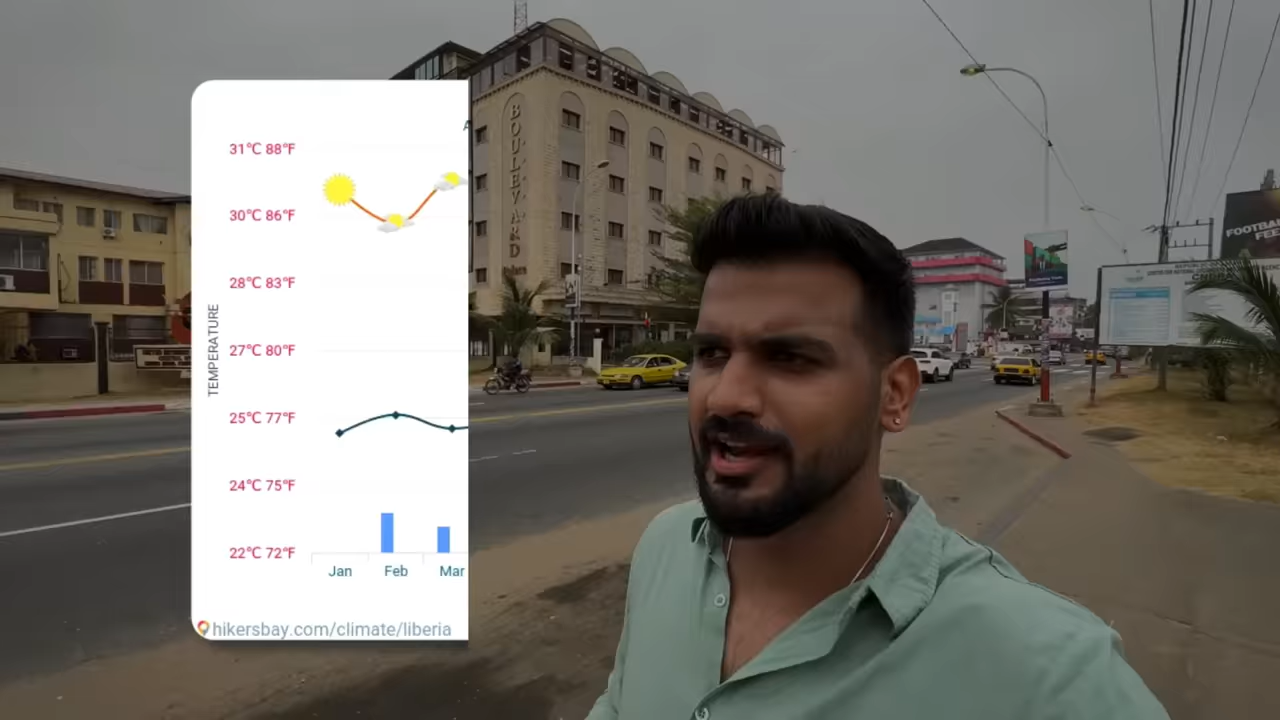 31°C 88°F
30°C 86°F
28°C 83°F
27°C 80°F
25°C 77°F
24°C 75°F
22°C 72°F
TEMPERATURE
Jan Feb Mar
hikersbay.com/climate/liberia
BOULEVARD
FOOTBAL
FEE